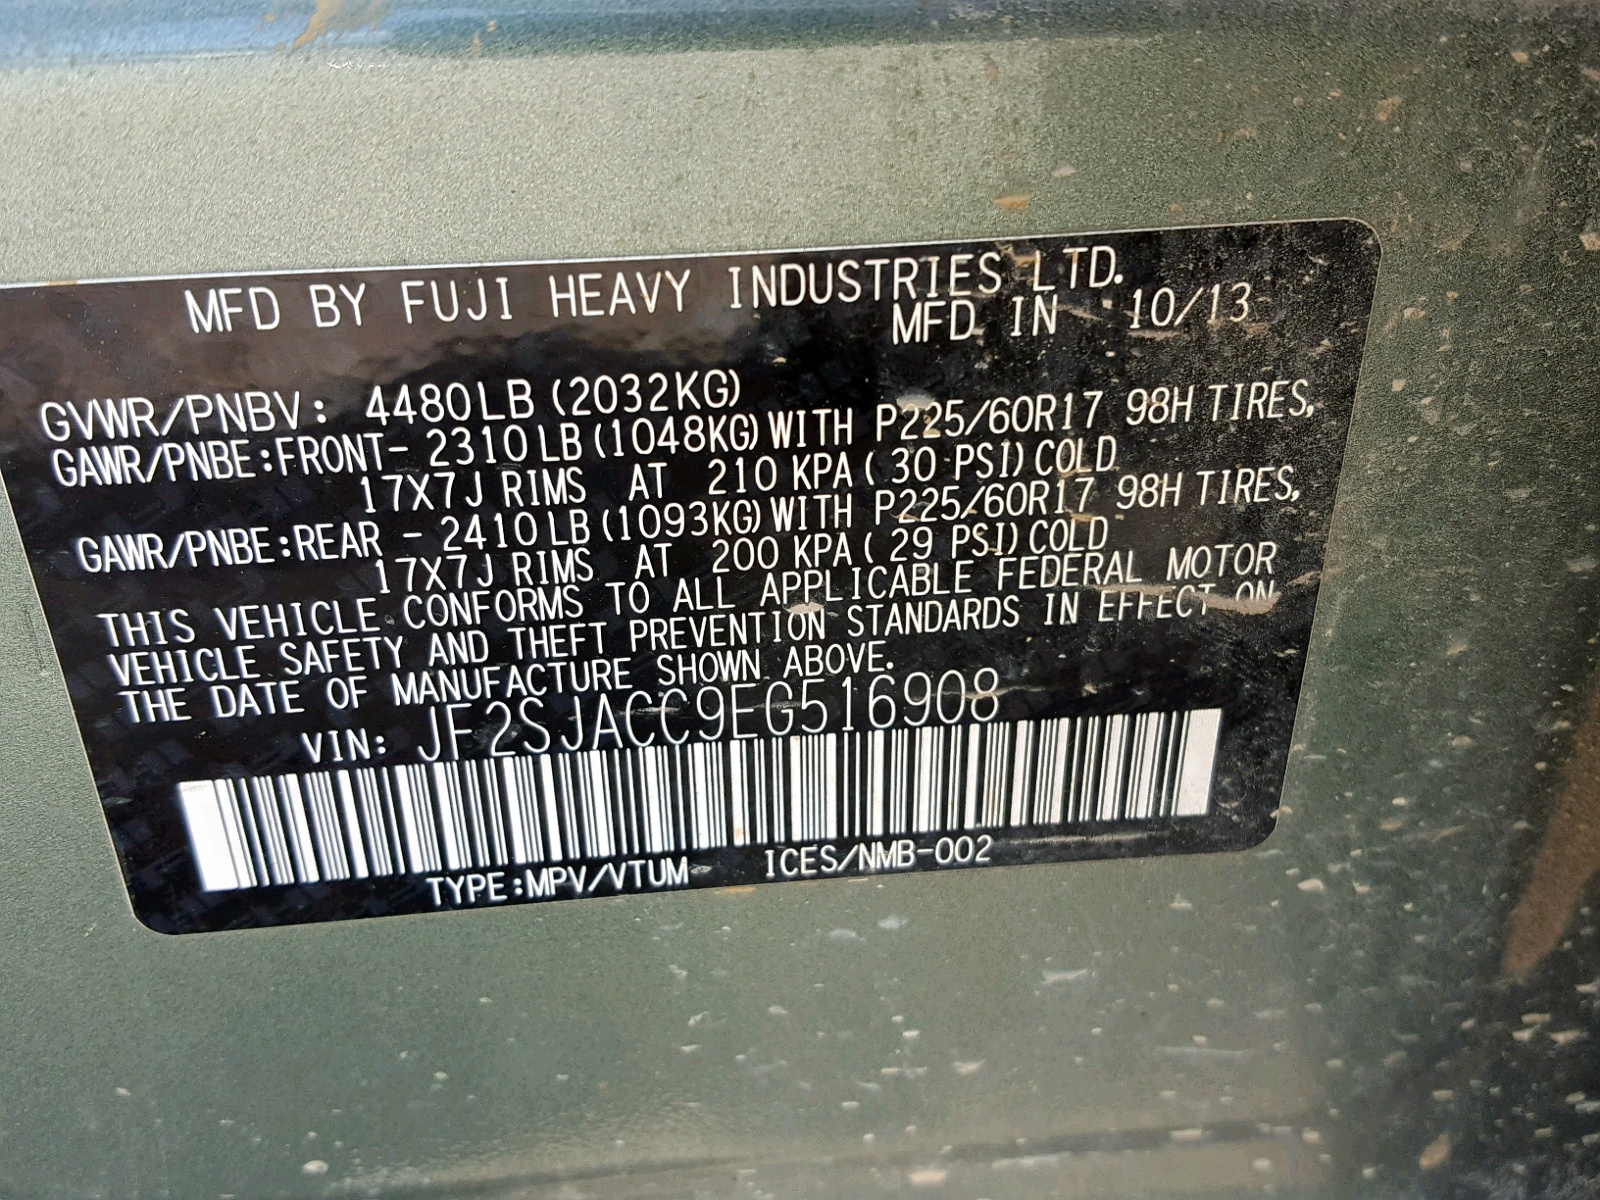 MFD BY FUJI HEAVY INDUSTRIES LTD.
MFD IN 10/13
GVWR/PNBV: 4480LB (2032KG)
GAWR/PNBE:FRONT- 2310LB(1048KG)WITH P225/60R17 98H TIRES,
17X7J RIMS AT 210 KPA( 30 PSI)COLD
GAWR/PNBE:REAR - 2410LB(1093KG)WITH P225/60R17 98H TIRES,
17X7J RIMS AT 200 KPA( 29 PSI)COLD
THIS VEHICLE CONFORMS TO ALL APPLICABLE FEDERAL MOTOR
VEHICLE SAFETY AND THEFT PREVENTION STANDARDS IN EFFECT ON
THE DATE OF MANUFACTURE SHOWN ABOVE.
VIN: JF2SJACC9EG516908
TYPE:MPV/VTUM ICES/NMB-002